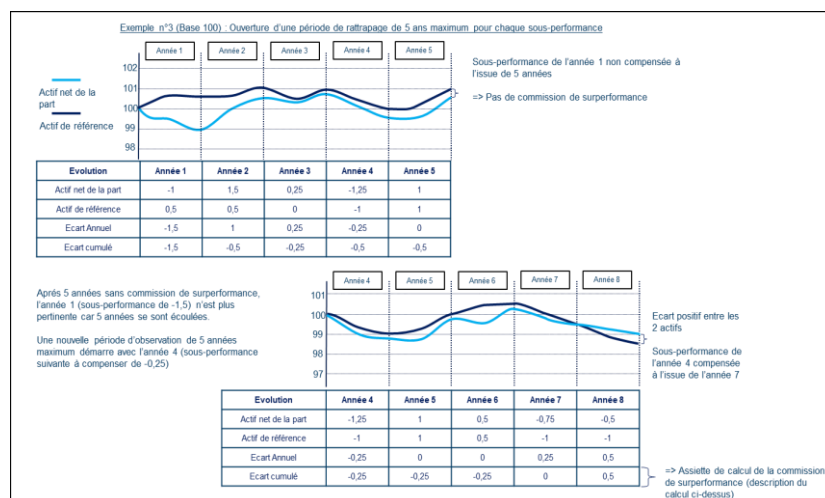 Exemple n°3 (Base 100) : Ouverture d'une période de rattrapage de 5 ans maximum pour chaque sous-performance
Année 1 Année 2 Année 3 Année 4 Année 5
102
101
100
99
98
Actif net de la part
Actif de référence
Sous-performance de l'année 1 non compensée à
l'issue de 5 années
=> Pas de commission de surperformance
Evolution Année 1 Année 2 Année 3 Année 4 Année 5
Actif net de la part -1 1,5 0,25 -1,25 1
Actif de référence 0,5 0,5 0 -1 1
Ecart Annuel -1,5 1 0,25 -0,25 0
Ecart cumulé -1,5 -0,5 -0,25 -0,5 -0,5
Aprés 5 années sans commission de surperformance,
l'année 1 (sous-performance de -1,5) n'est plus
pertinente car 5 années se sont écoulées.
Une nouvelle période d'observation de 5 années
maximum démarre avec l'année 4 (sous-performance
suivante à compenser de -0,25)
Année 4 Année 5 Année 6 Année 7 Année 8
101
100
99
98
97
Ecart positif entre les
2 actifs
Sous-performance de
l'année 4 compensée
à l'issue de l'année 7
Evolution Année 4 Année 5 Année 6 Année 7 Année 8
Actif net de la part -1,25 1 0,5 -0,75 -0,5
Actif de référence -1 1 0,5 -1 -1
Ecart Annuel -0,25 0 0 0,25 0,5
Ecart cumulé -0,25 -0,25 -0,25 0 0,5
=> Assiette de calcul de la commission
de surperformance (description du
calcul ci-dessus)